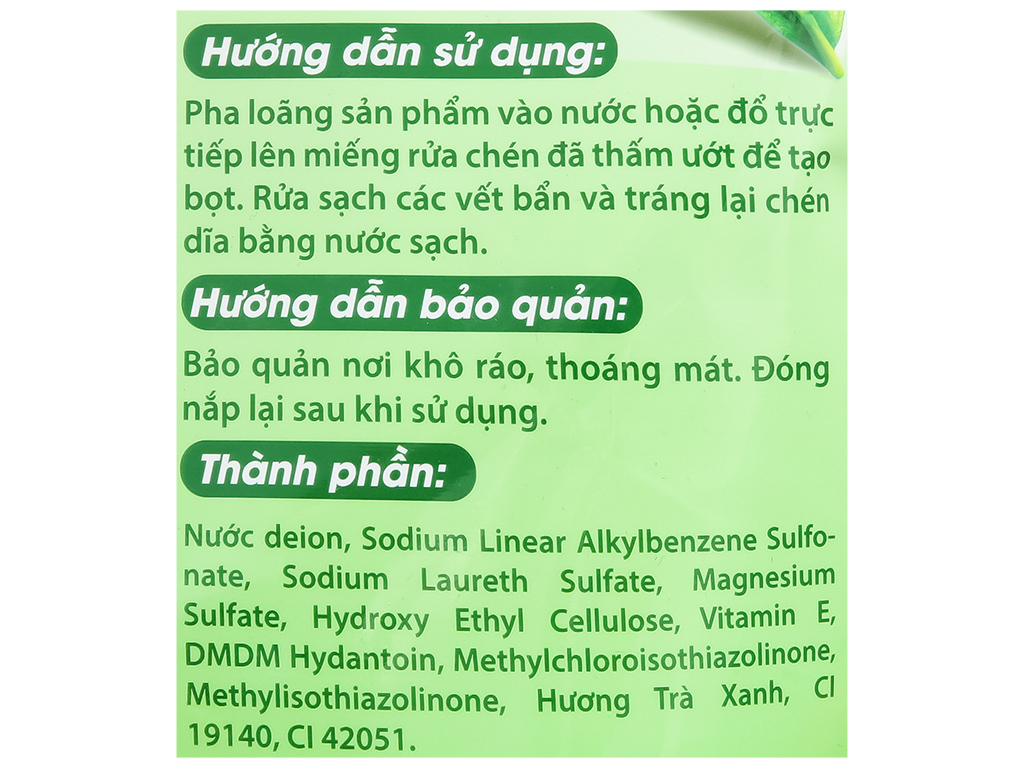 Hướng dẫn sử dụng:
Pha loãng sản phẩm vào nước hoặc đổ trực
tiếp lên miếng rửa chén đã thấm ướt để tạo
bọt. Rửa sạch các vết bẩn và tráng lại chén
dĩa bằng nước sạch.
Hướng dẫn bảo quản:
Bảo quản nơi khô ráo, thoáng mát. Đóng
nắp lại sau khi sử dụng.
Thành phần:
Nước deion, Sodium Linear Alkylbenzene Sulfo-
nate, Sodium Laureth Sulfate, Magnesium
Sulfate, Hydroxy Ethyl Cellulose, Vitamin E,
DMDM Hydantoin, Methylchloroisothiazolinone,
Methylisothiazolinone, Hương Trà Xanh, CI
19140, CI 42051.